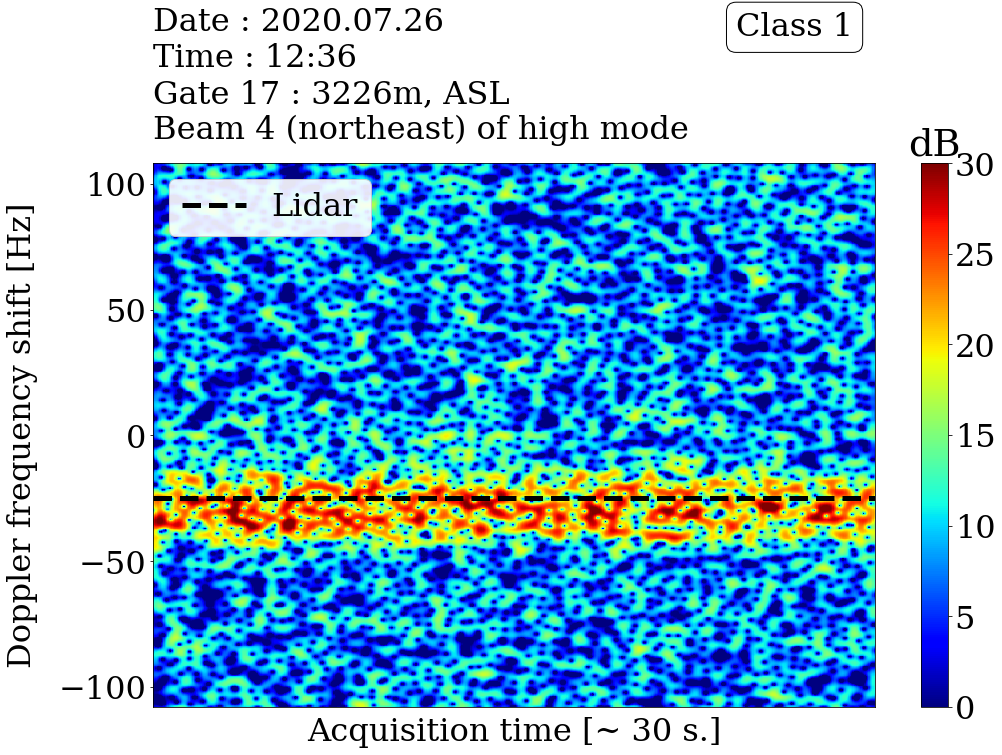 Date : 2020.07.26
Time : 12:36
Gate 17 : 3226m, ASL
Beam 4 (northeast) of high mode
Class 1
dB
Lidar
Doppler frequency shift [Hz]
100
50
0
−50
−100
30
25
20
15
10
5
0
Acquisition time [~ 30 s.]